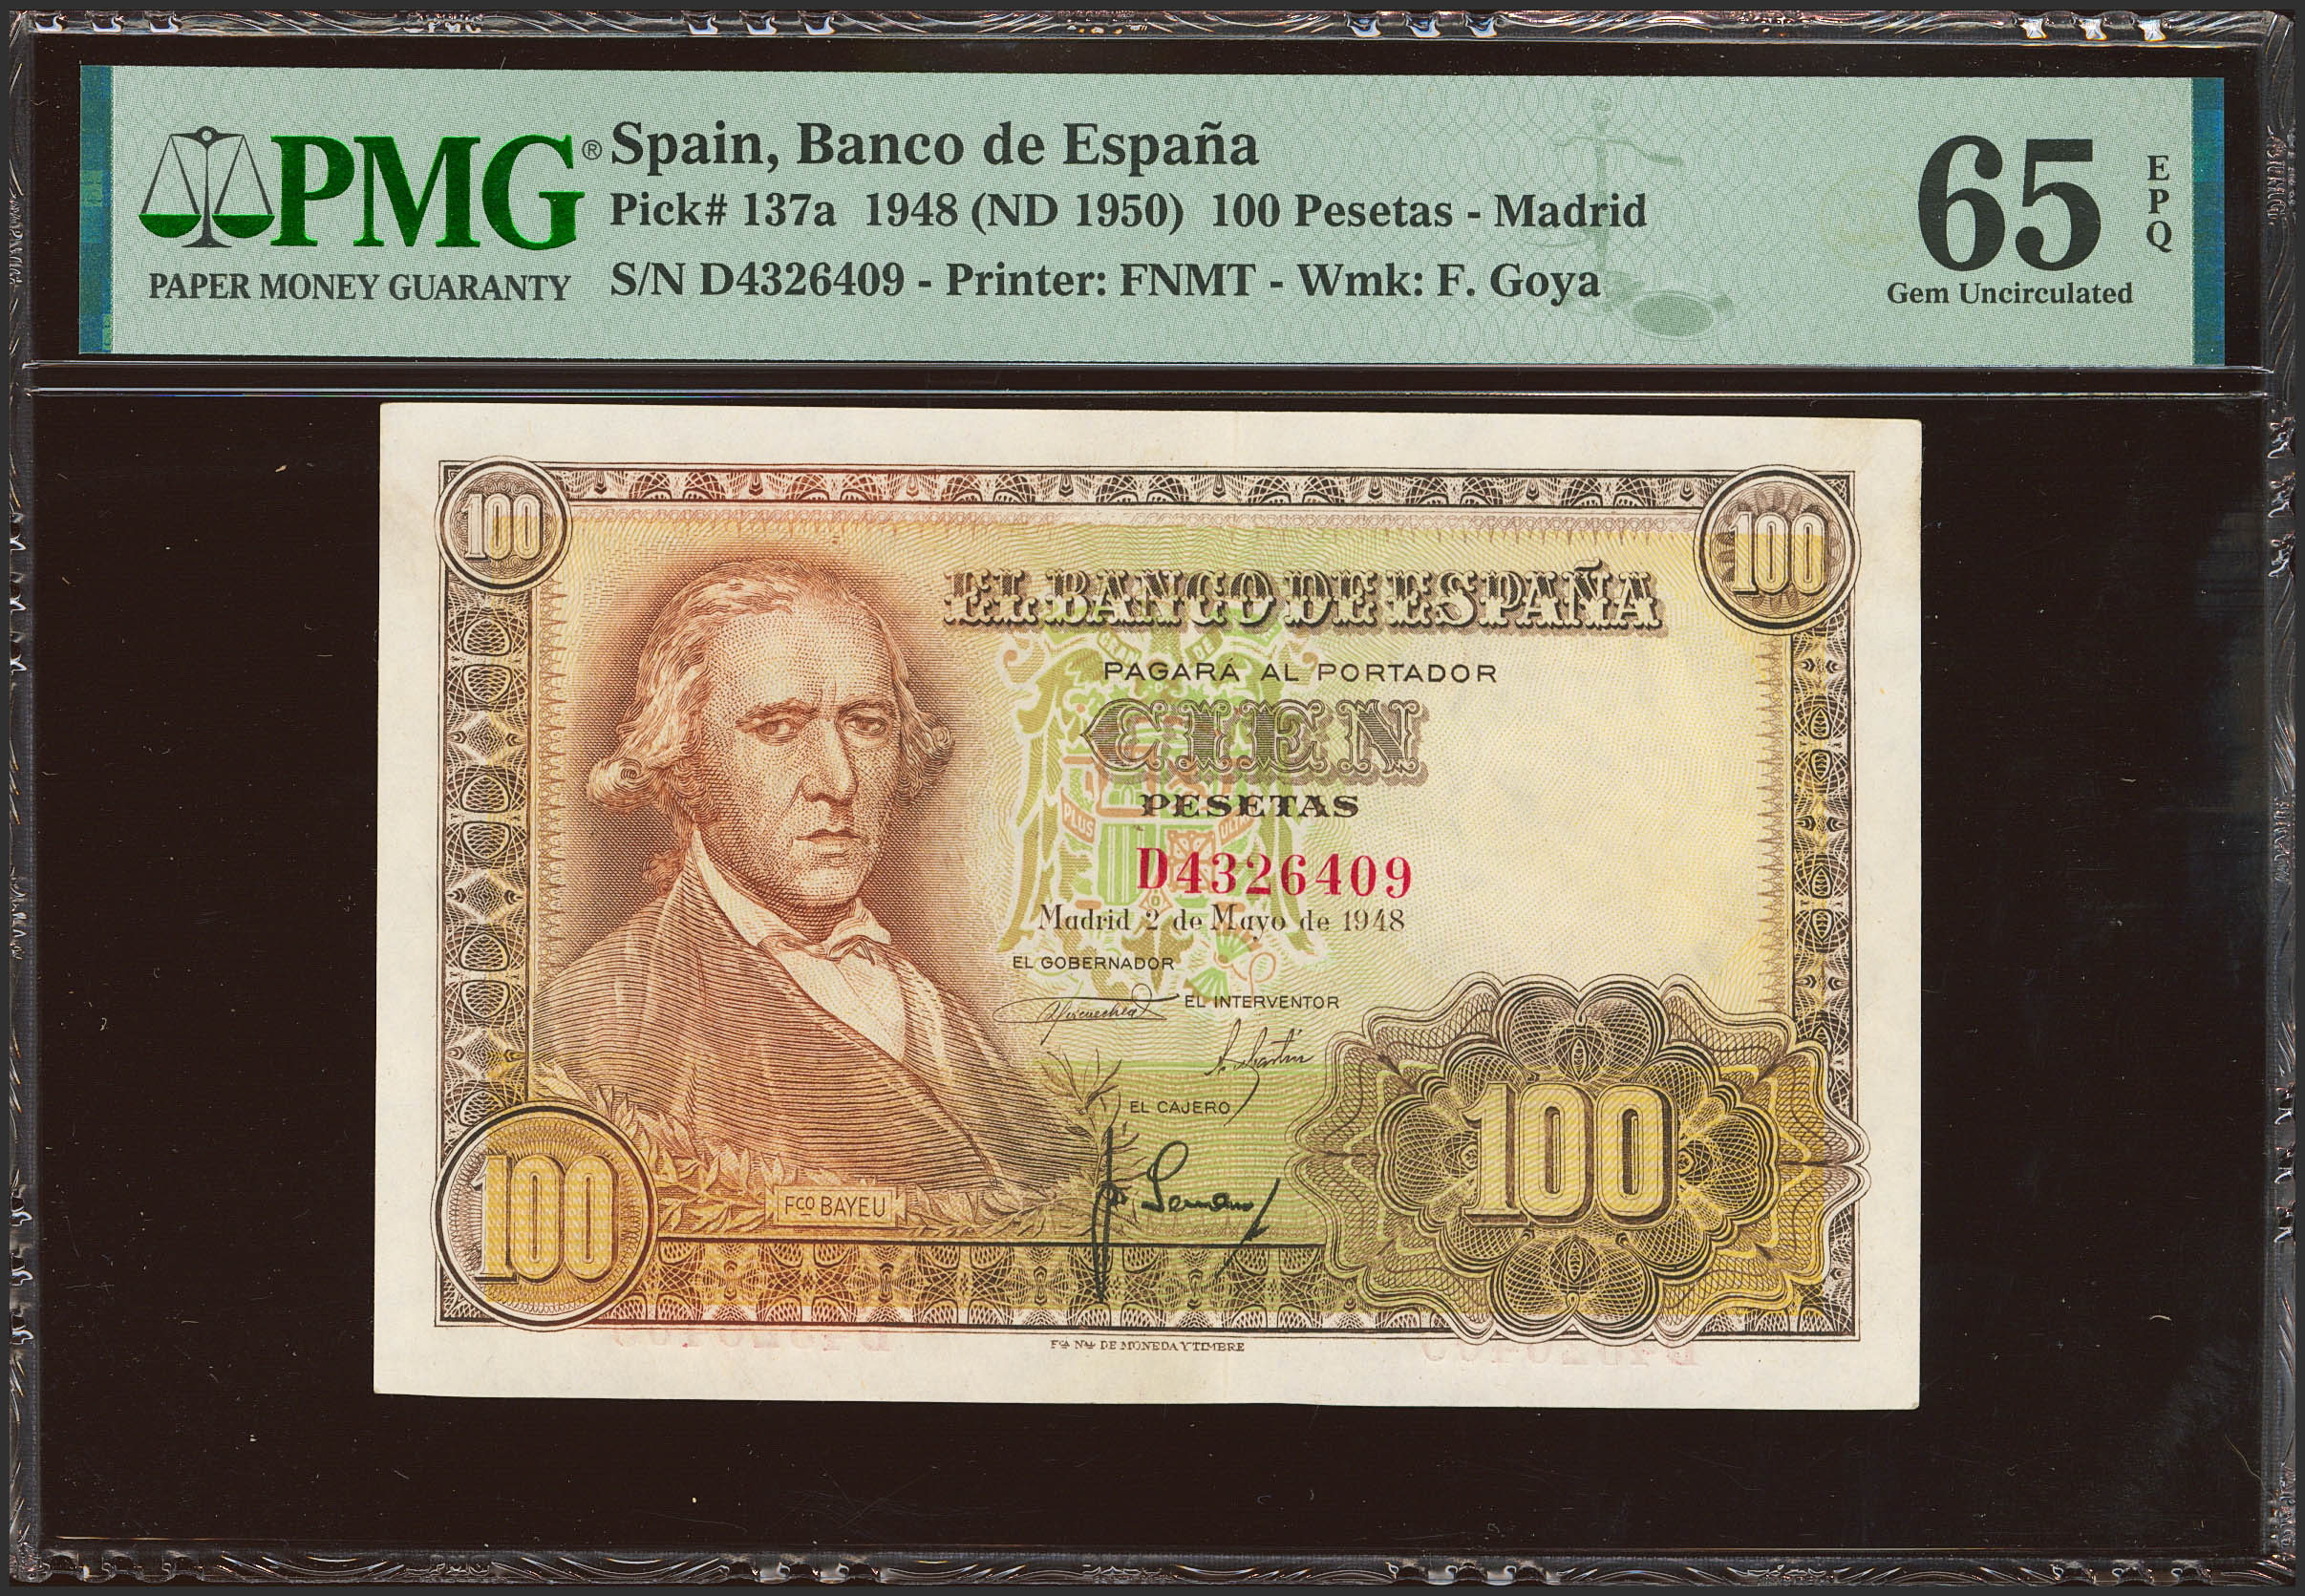 PMG®
PAPER MONEY GUARANTY
Spain, Banco de España
Pick# 137a 1948 (ND 1950) 100 Pesetas - Madrid
S/N D4326409 - Printer: FNMT - Wmk: F. Goya
65
EPQ
Gem Uncirculated
100
100
EL BANCO DE ESPAÑA
PAGARÁ AL PORTADOR
CIEN
PESETAS
PLUS
D4326409
Madrid 2 de Mayo de 1948
EL GOBERNADOR
EL INTERVENTOR
EL CAJERO
100
100
Fco BAYEU
Fca Nal DE MONEDA Y TIMBRE